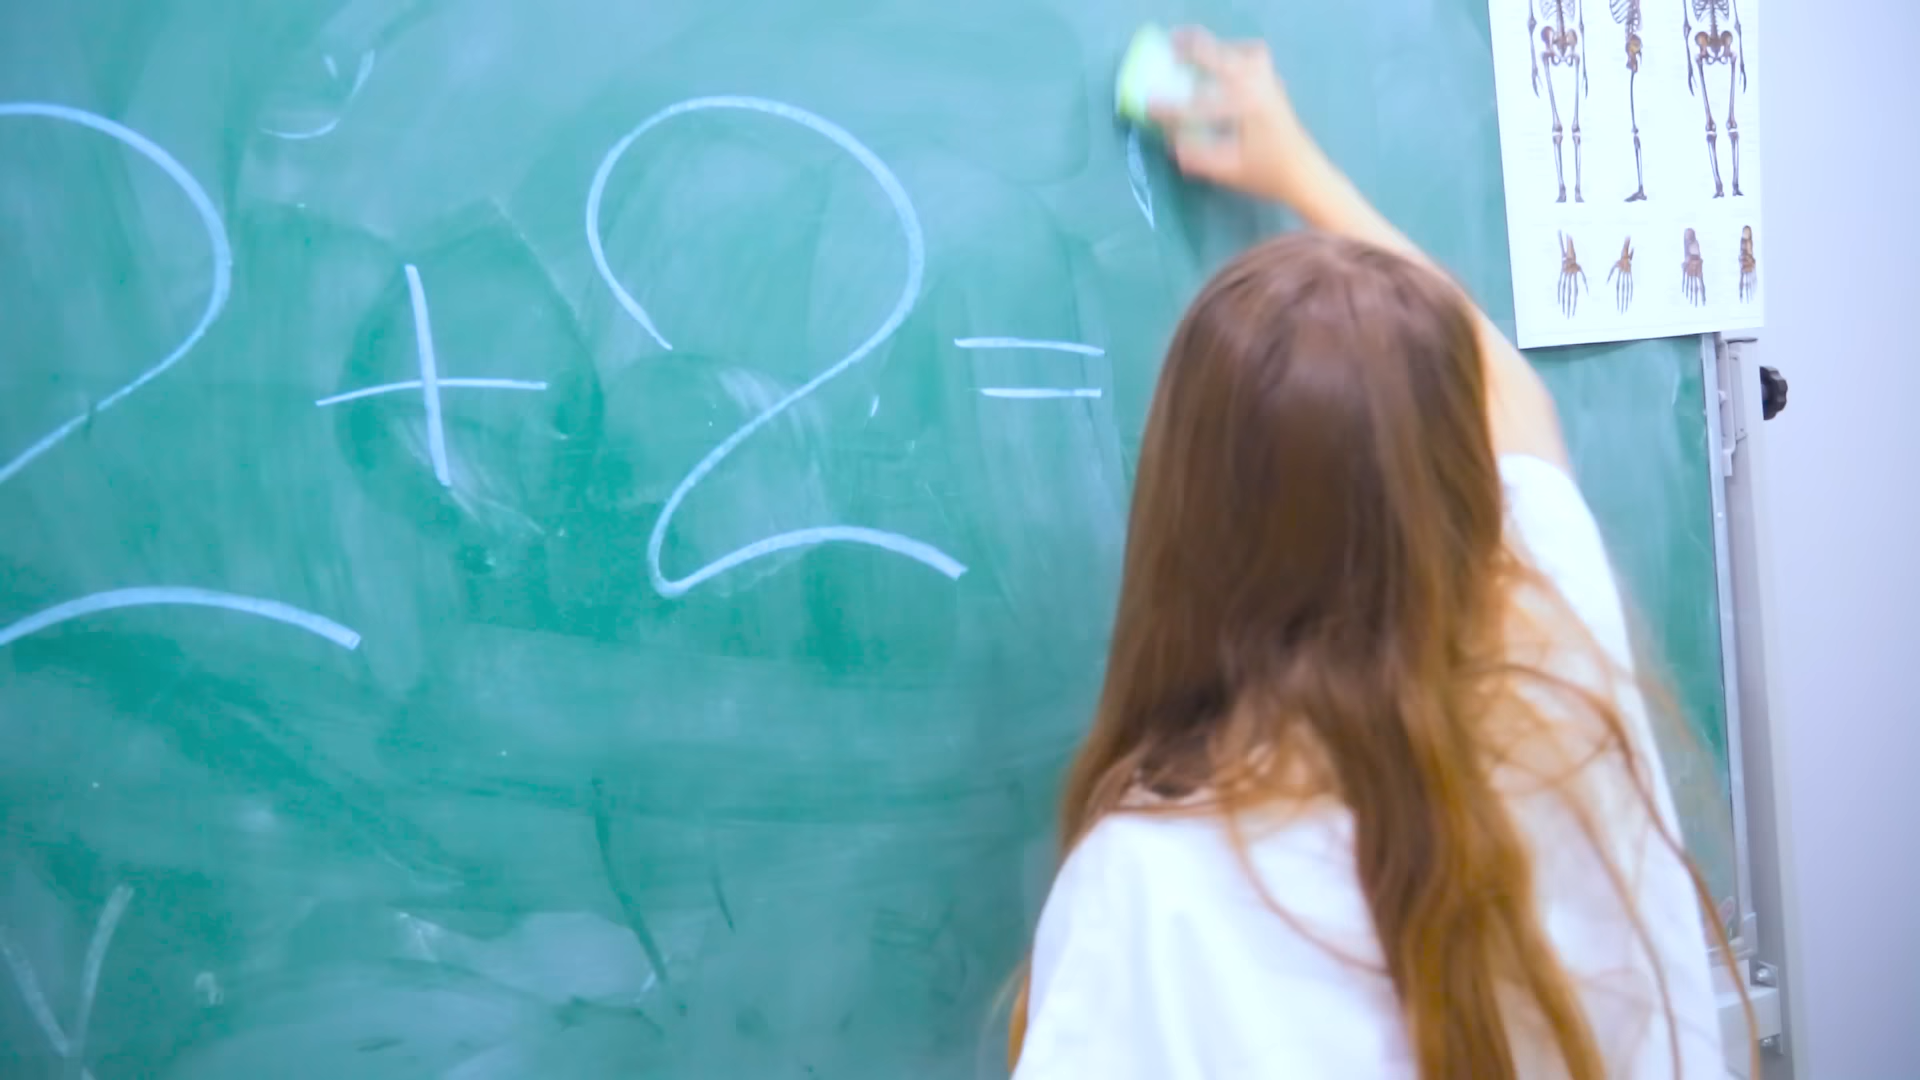 2 + 2 =